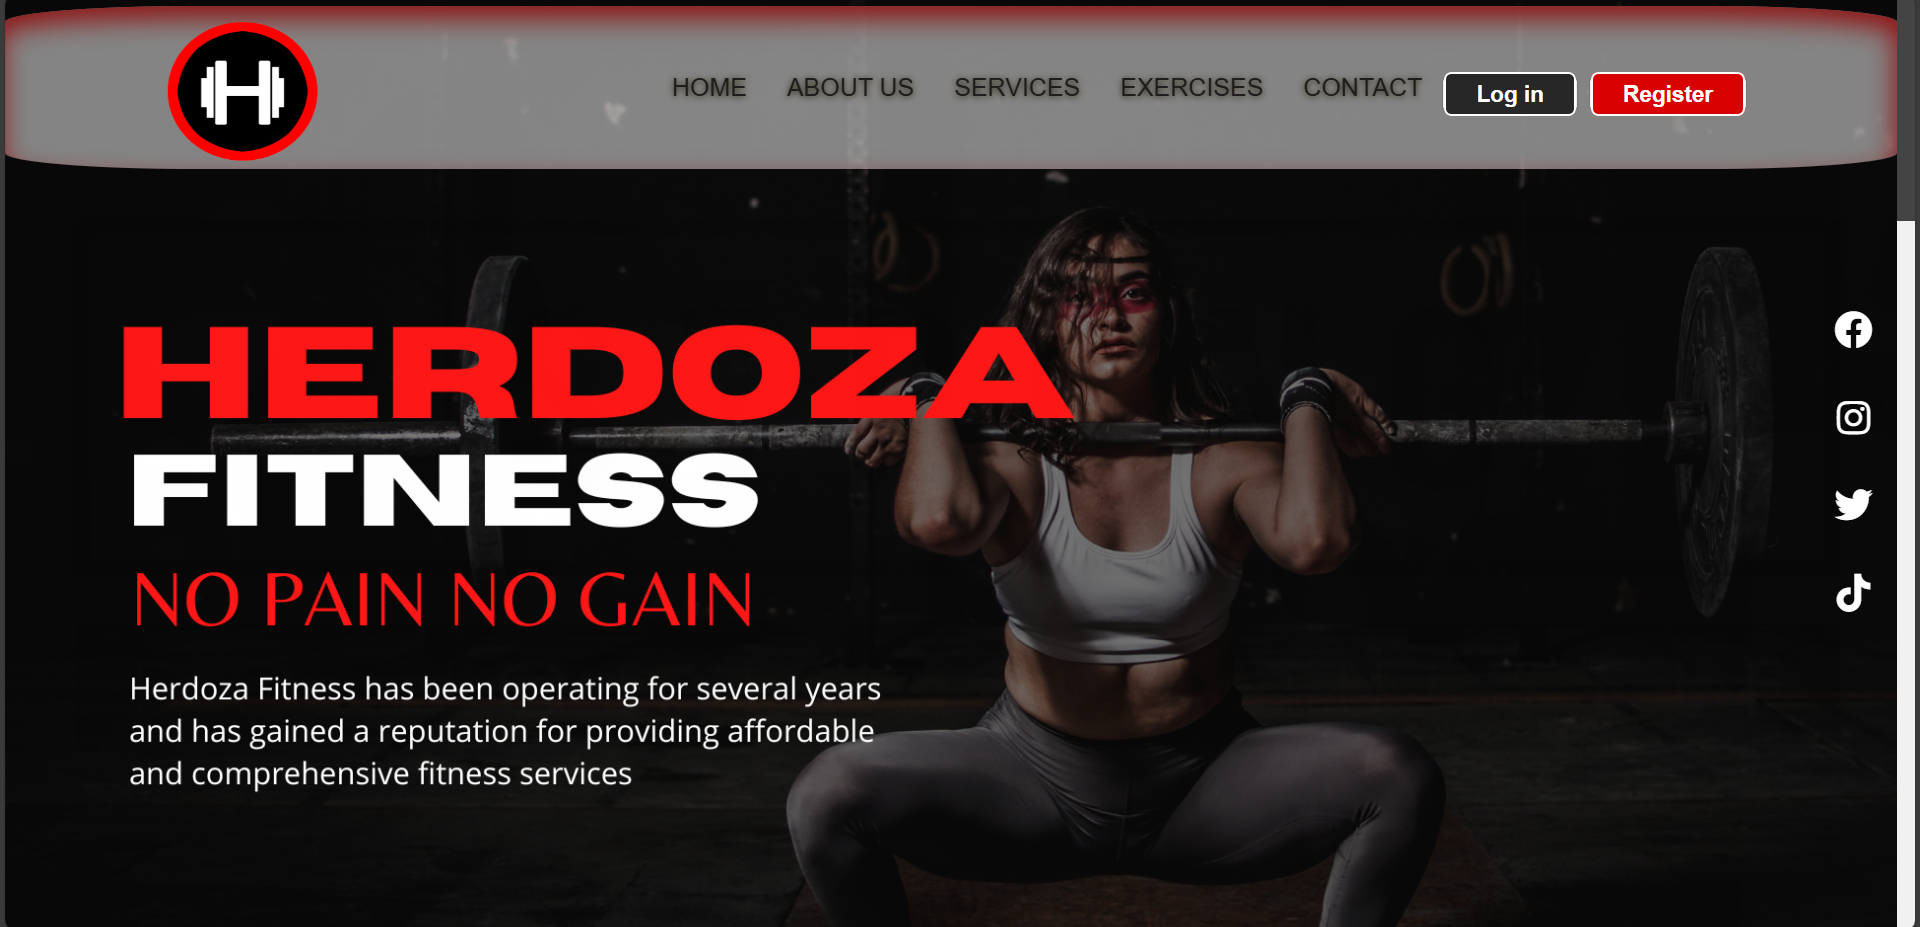 H
HOME ABOUT US SERVICES EXERCISES CONTACT Log in Register
HERDOZA
FITNESS
NO PAIN NO GAIN
Herdoza Fitness has been operating for several years
and has gained a reputation for providing affordable
and comprehensive fitness services